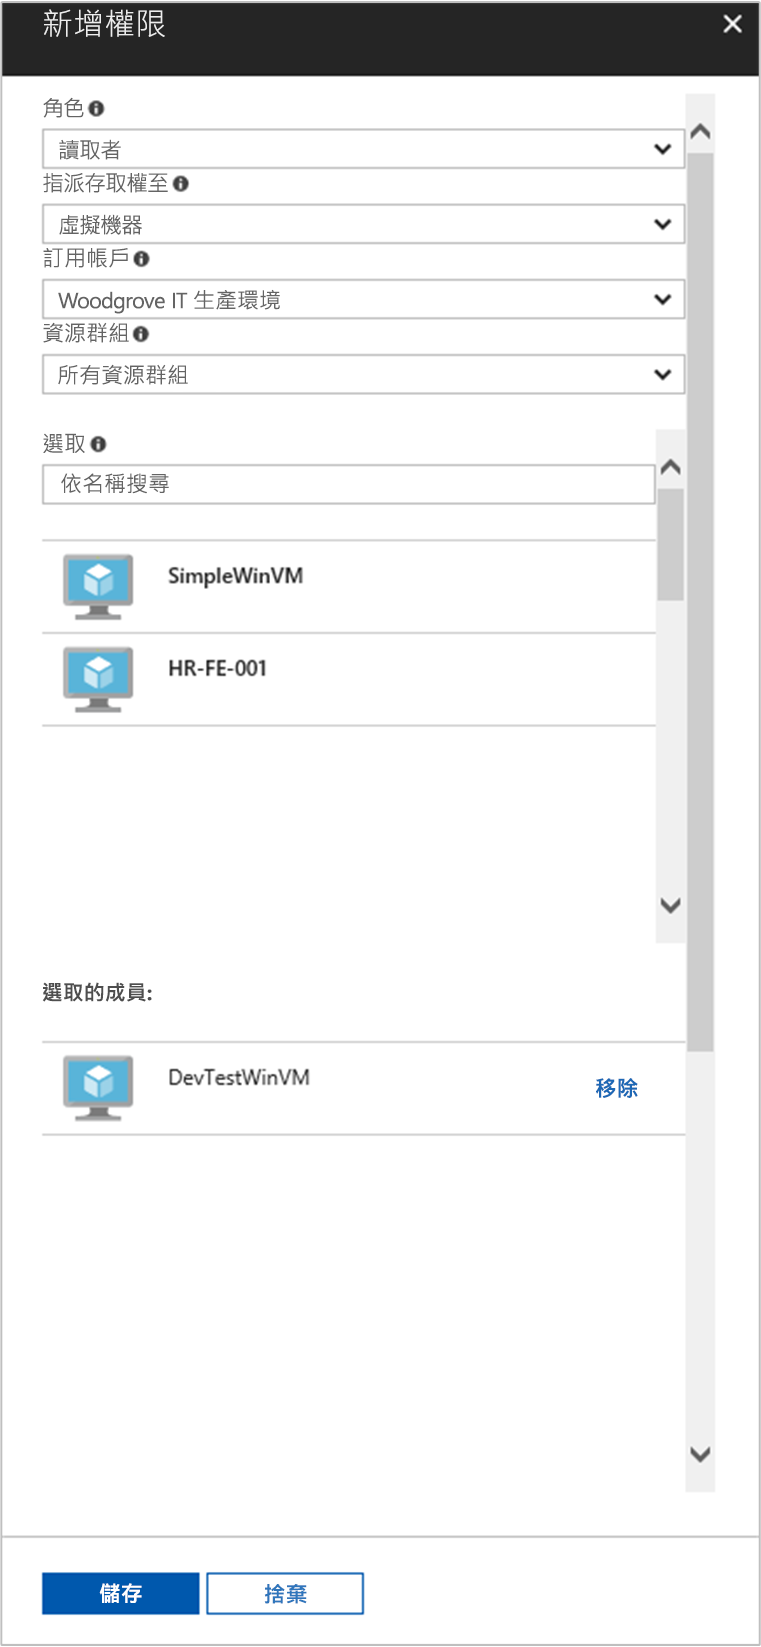 新增權限
角色
讀取者
指派存取權至
虛擬機器
訂用帳戶
Woodgrove IT 生產環境
資源群組
所有資源群組
選取
依名稱搜尋
SimpleWinVM
HR-FE-001
選取的成員:
DevTestWinVM
移除
儲存
捨棄